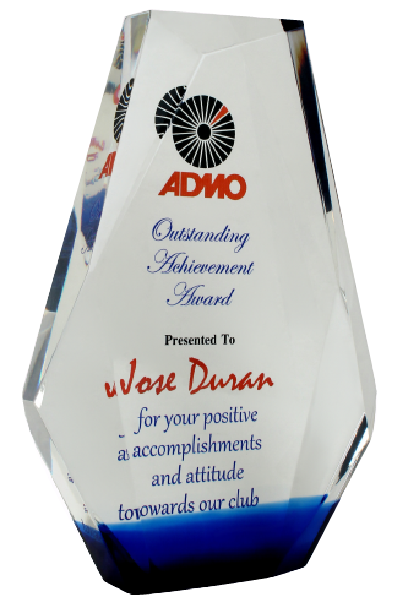 ADMO
Outstanding
Achievement
Award
Presented To
Jose Duran
for your positive
accomplishments
and attitude
towards our club